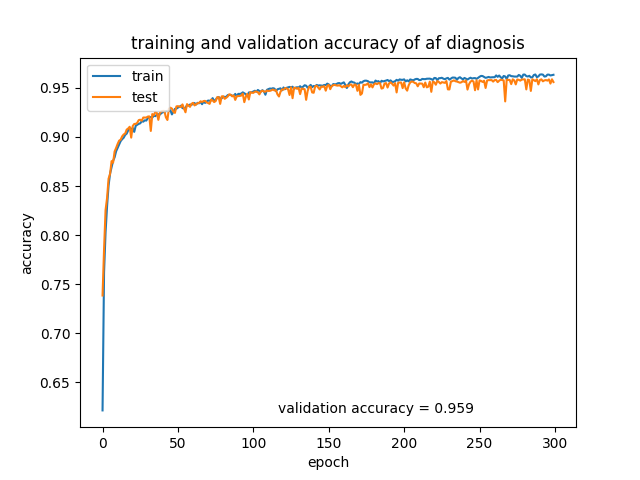 training and validation accuracy of af diagnosis
train
test
0.95
0.90
0.85
0.80
0.75
0.70
0.65
accuracy
validation accuracy = 0.959
0 50 100 150 200 250 300
epoch